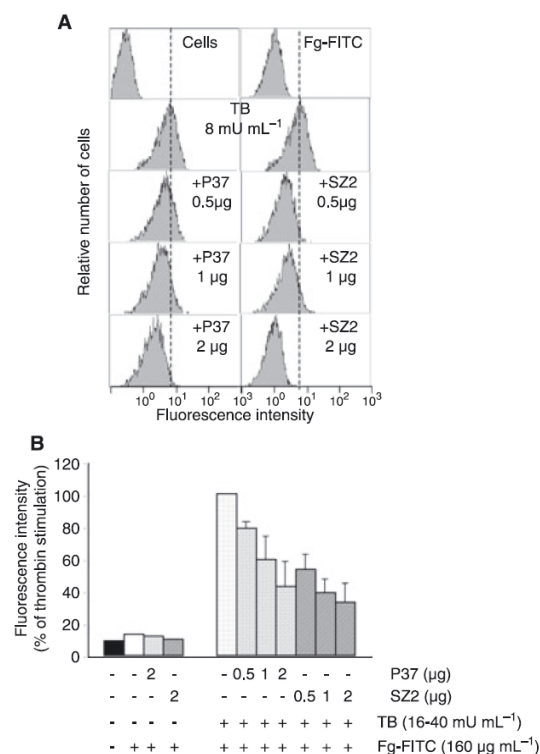 A
Cells Fg-FITC
TB
8 mU mL⁻¹
+P37 +SZ2
0.5µg 0.5µg
+P37 +SZ2
1 µg 1 µg
+P37 +SZ2
2 µg 2 µg
Relative number of cells
10⁰ 10¹ 10² 10³ 10⁰ 10¹ 10² 10³
Fluorescence intensity
B
Fluorescence intensity
(% of thrombin stimulation)
120
100
80
60
40
20
0
- - 2 - - 0.5 1 2 - - - P37 (µg)
- - - 2 - - - - 0.5 1 2 SZ2 (µg)
- - - - + + + + + + + TB (16-40 mU mL⁻¹)
- + + + + + + + + + + Fg-FITC (160 µg mL⁻¹)